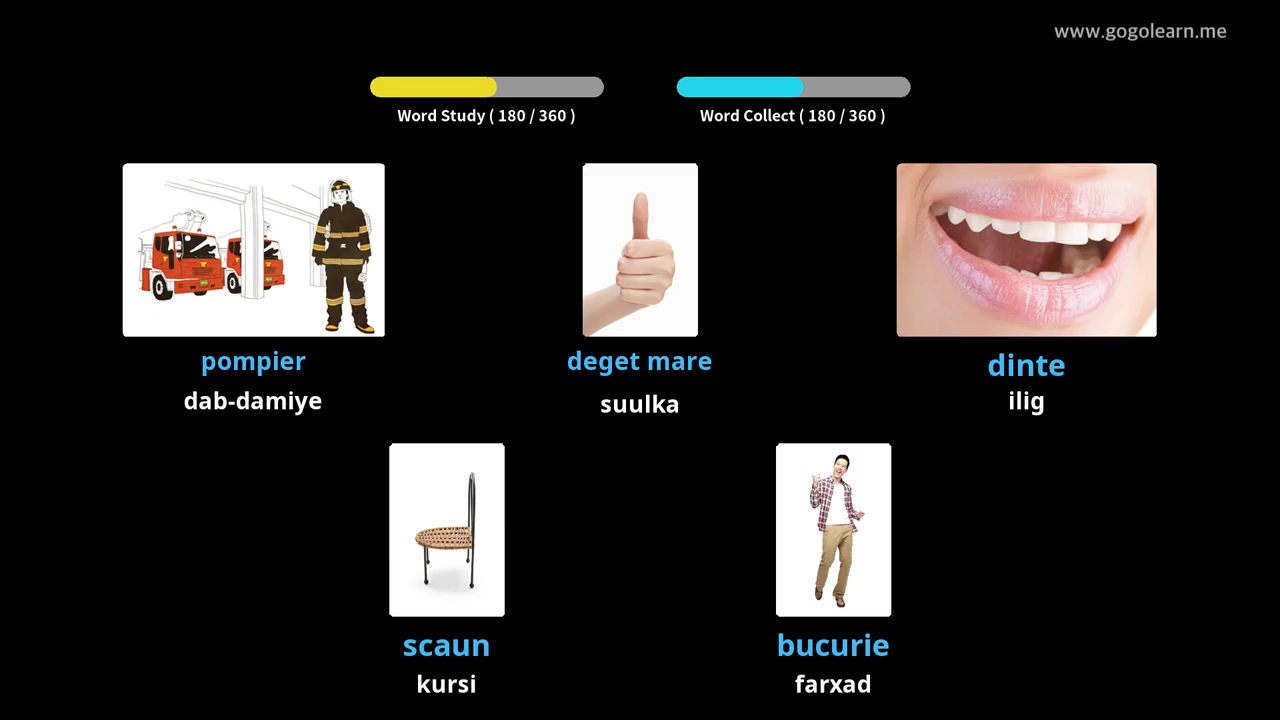 www.gogolearn.me
Word Study ( 180 / 360 )
Word Collect ( 180 / 360 )
pompier
dab-damiye
deget mare
suulka
dinte
ilig
scaun
kursi
bucurie
farxad